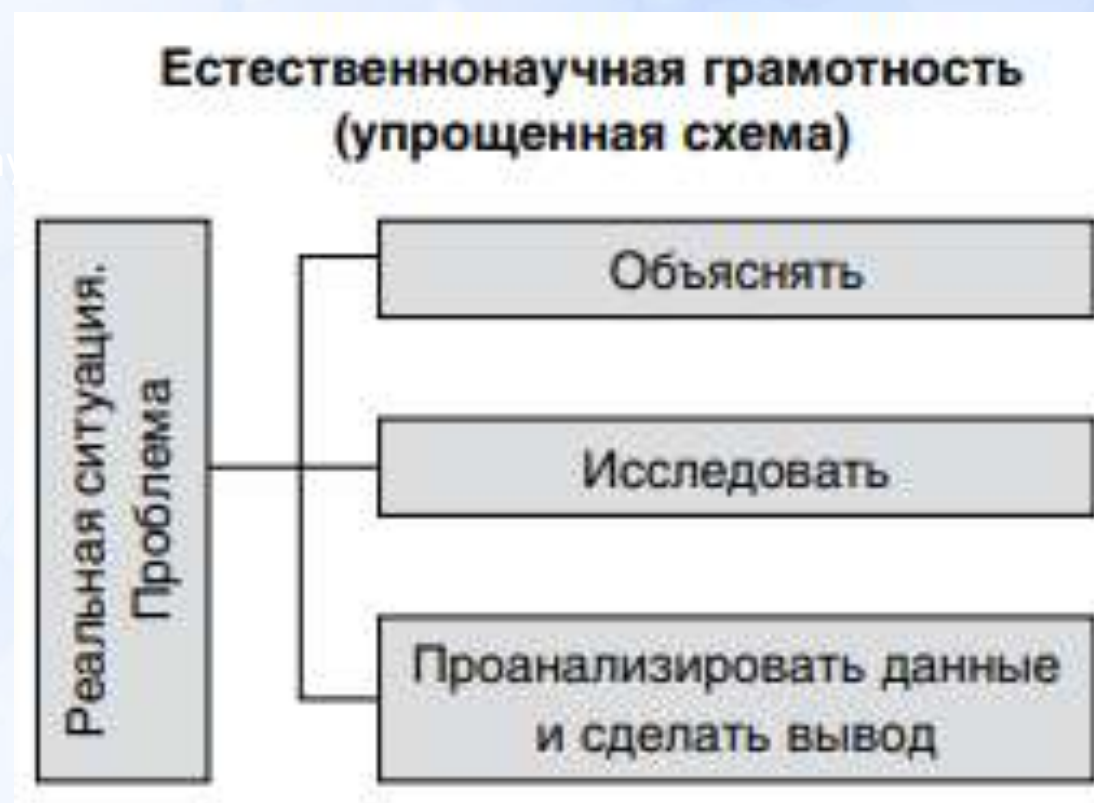 Естественнонаучная грамотность
(упрощенная схема)
Реальная ситуация.
Проблема
Объяснять
Исследовать
Проанализировать данные
и сделать вывод